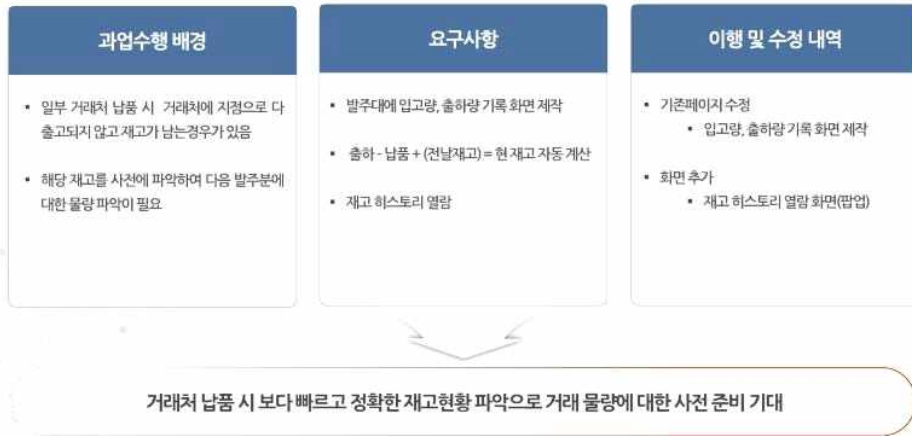 과업수행 배경
일부 거래처 납품 시 거래처에 지점으로 다
출고되지 않고 재고가 남는경우가 있음
해당 재고를 사전에 파악하여 다음 발주분에
대한 물량 파악이 필요
요구사항
발주대에 입고량, 출하량 기록 화면 제작
출하 - 납품 + (전날재고) = 현 재고 자동 계산
재고 히스토리 열람
이행 및 수정 내역
기존페이지 수정
입고량, 출하량 기록 화면 제작
화면 추가
재고 히스토리 열람 화면(팝업)
거래처 납품 시 보다 빠르고 정확한 재고현황 파악으로 거래 물량에 대한 사전 준비 기대